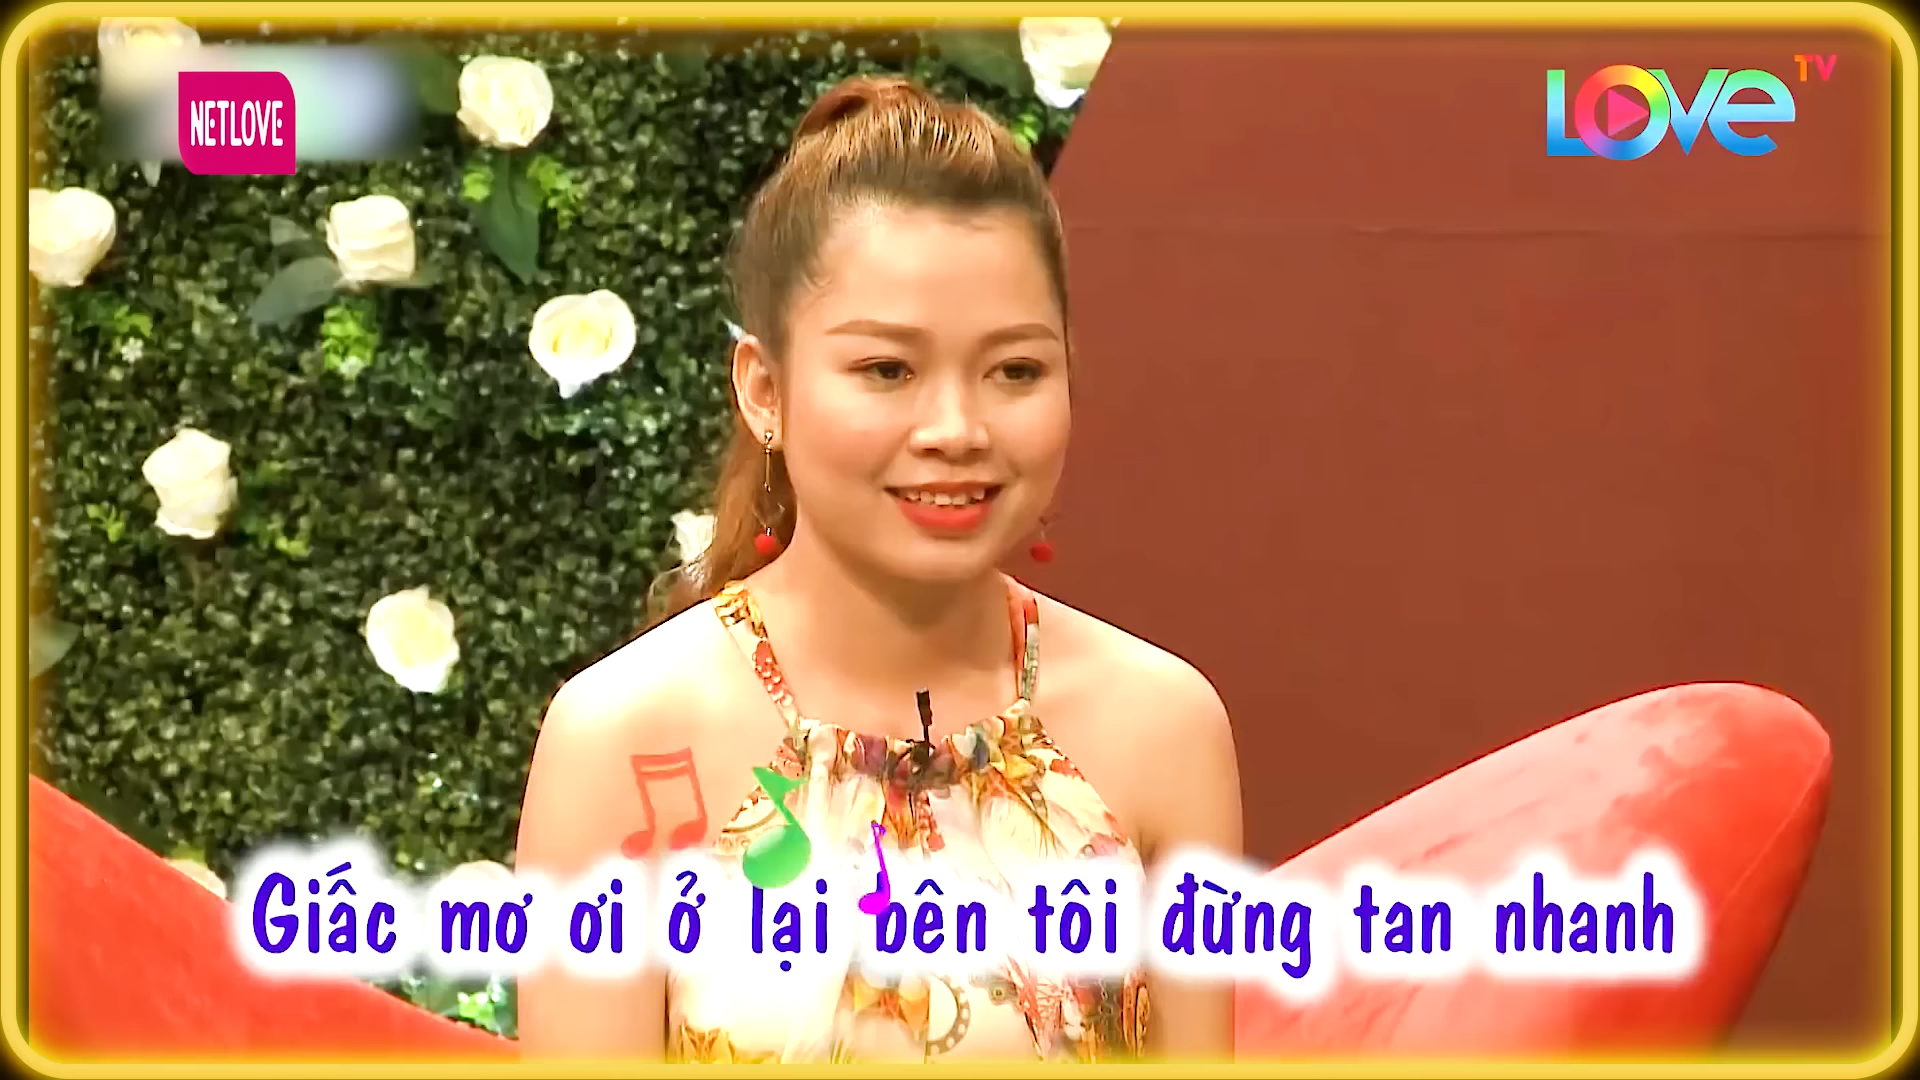 NETLOVE
LOVE TV
Giấc mơ ơi ở lại bên tôi đừng tan nhanh